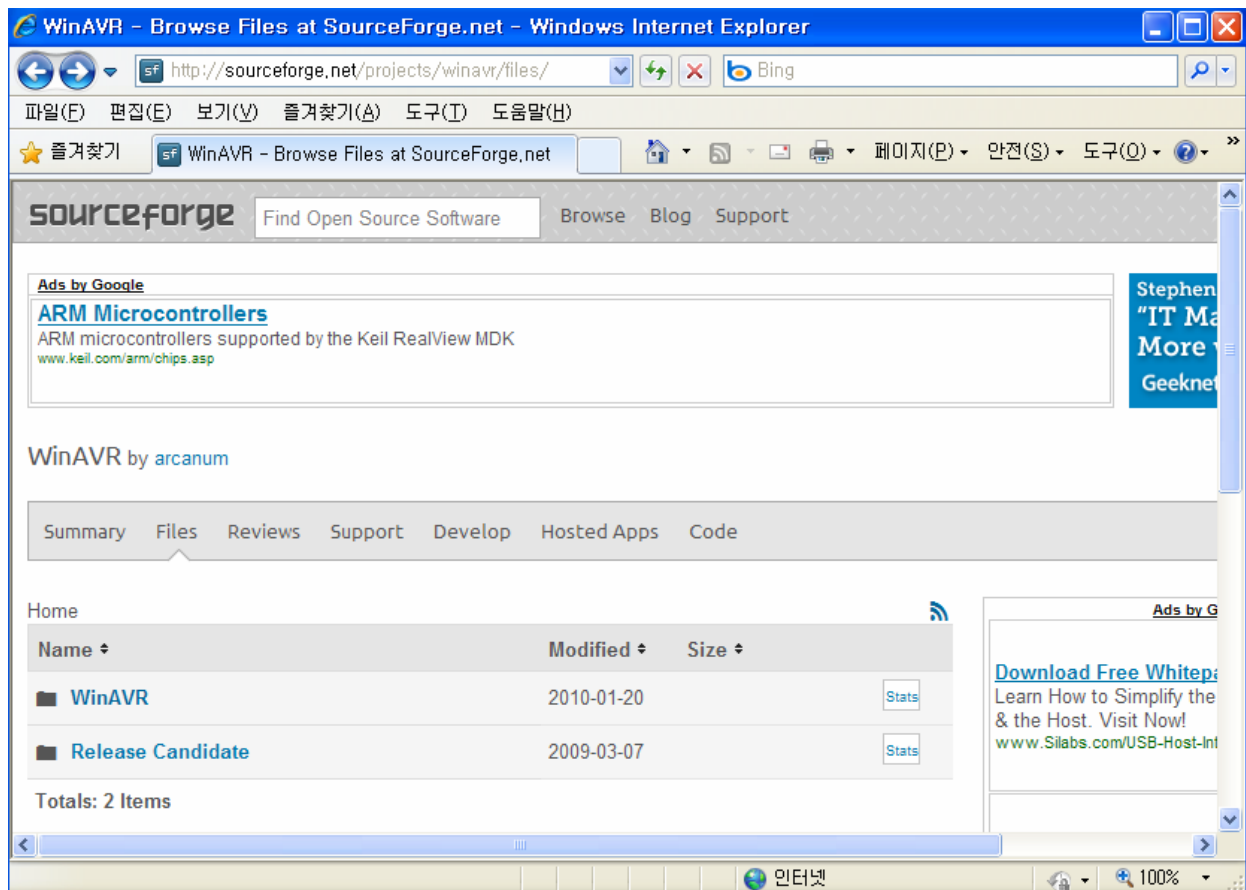 WinAVR - Browse Files at SourceForge.net - Windows Internet Explorer
http://sourceforge.net/projects/winavr/files/
Bing
파일(F) 편집(E) 보기(V) 즐겨찾기(A) 도구(T) 도움말(H)
즐겨찾기 sf WinAVR - Browse Files at SourceForge.net 페이지(P) 안전(S) 도구(O)
sourceforge Find Open Source Software Browse Blog Support
Ads by Google
ARM Microcontrollers
ARM microcontrollers supported by the Keil RealView MDK
www.keil.com/arm/chips.asp
Stephen
"IT Ma
More
Geeknet
WinAVR by arcanum
Summary Files Reviews Support Develop Hosted Apps Code
Home
Name Modified Size
WinAVR 2010-01-20 Stats
Release Candidate 2009-03-07 Stats
Totals: 2 Items
Ads by G
Download Free Whitepa
Learn How to Simplify the
& the Host. Visit Now!
www.Silabs.com/USB-Host-Int
인터넷 100%